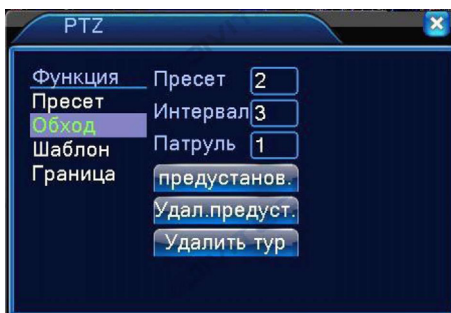 PTZ
Функция
Пресет
Обход
Шаблон
Граница
Пресет 2
Интервал 3
Патруль 1
предустанов.
Удал.предуст.
Удалить тур